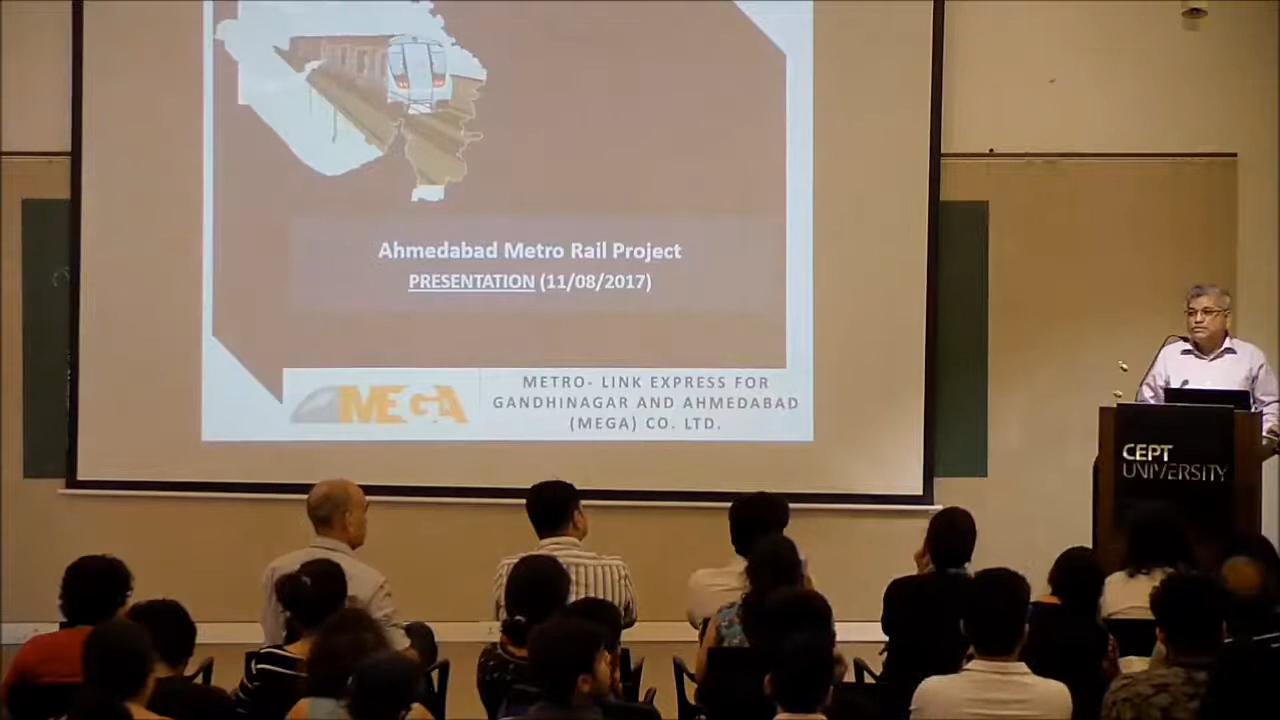 Ahmedabad Metro Rail Project
PRESENTATION (11/08/2017)
MEGA
METRO- LINK EXPRESS FOR
GANDHINAGAR AND AHMEDABAD
(MEGA) CO. LTD.
CEPT
UNIVERSITY